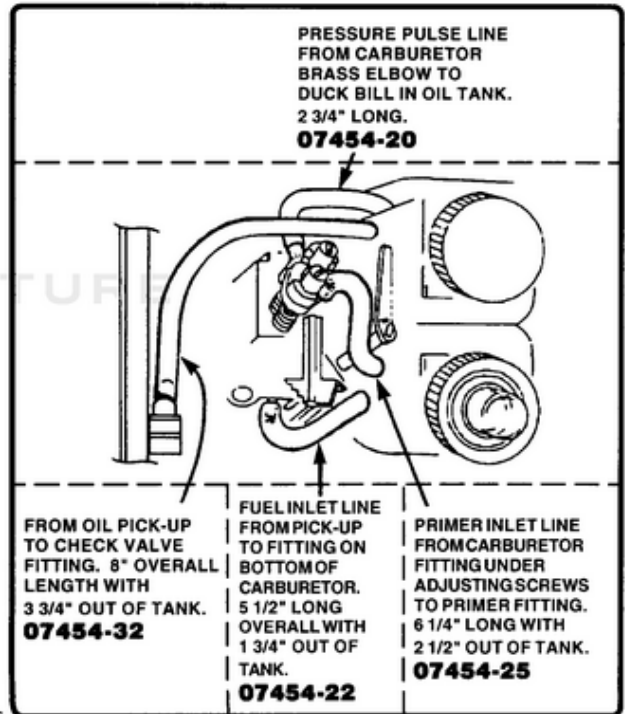 PRESSURE PULSE LINE
FROM CARBURETOR
BRASS ELBOW TO
DUCK BILL IN OIL TANK.
2 3/4" LONG.
07454-20
TURE
FROM OIL PICK-UP
TO CHECK VALVE
FITTING. 8" OVERALL
LENGTH WITH
3 3/4" OUT OF TANK.
07454-32
FUEL INLET LINE
FROM PICK-UP
TO FITTING ON
BOTTOM OF
CARBURETOR.
5 1/2" LONG
OVERALL WITH
1 3/4" OUT OF
TANK.
07454-22
PRIMER INLET LINE
FROM CARBURETOR
FITTING UNDER
ADJUSTING SCREWS
TO PRIMER FITTING.
6 1/4" LONG WITH
2 1/2" OUT OF TANK.
07454-25